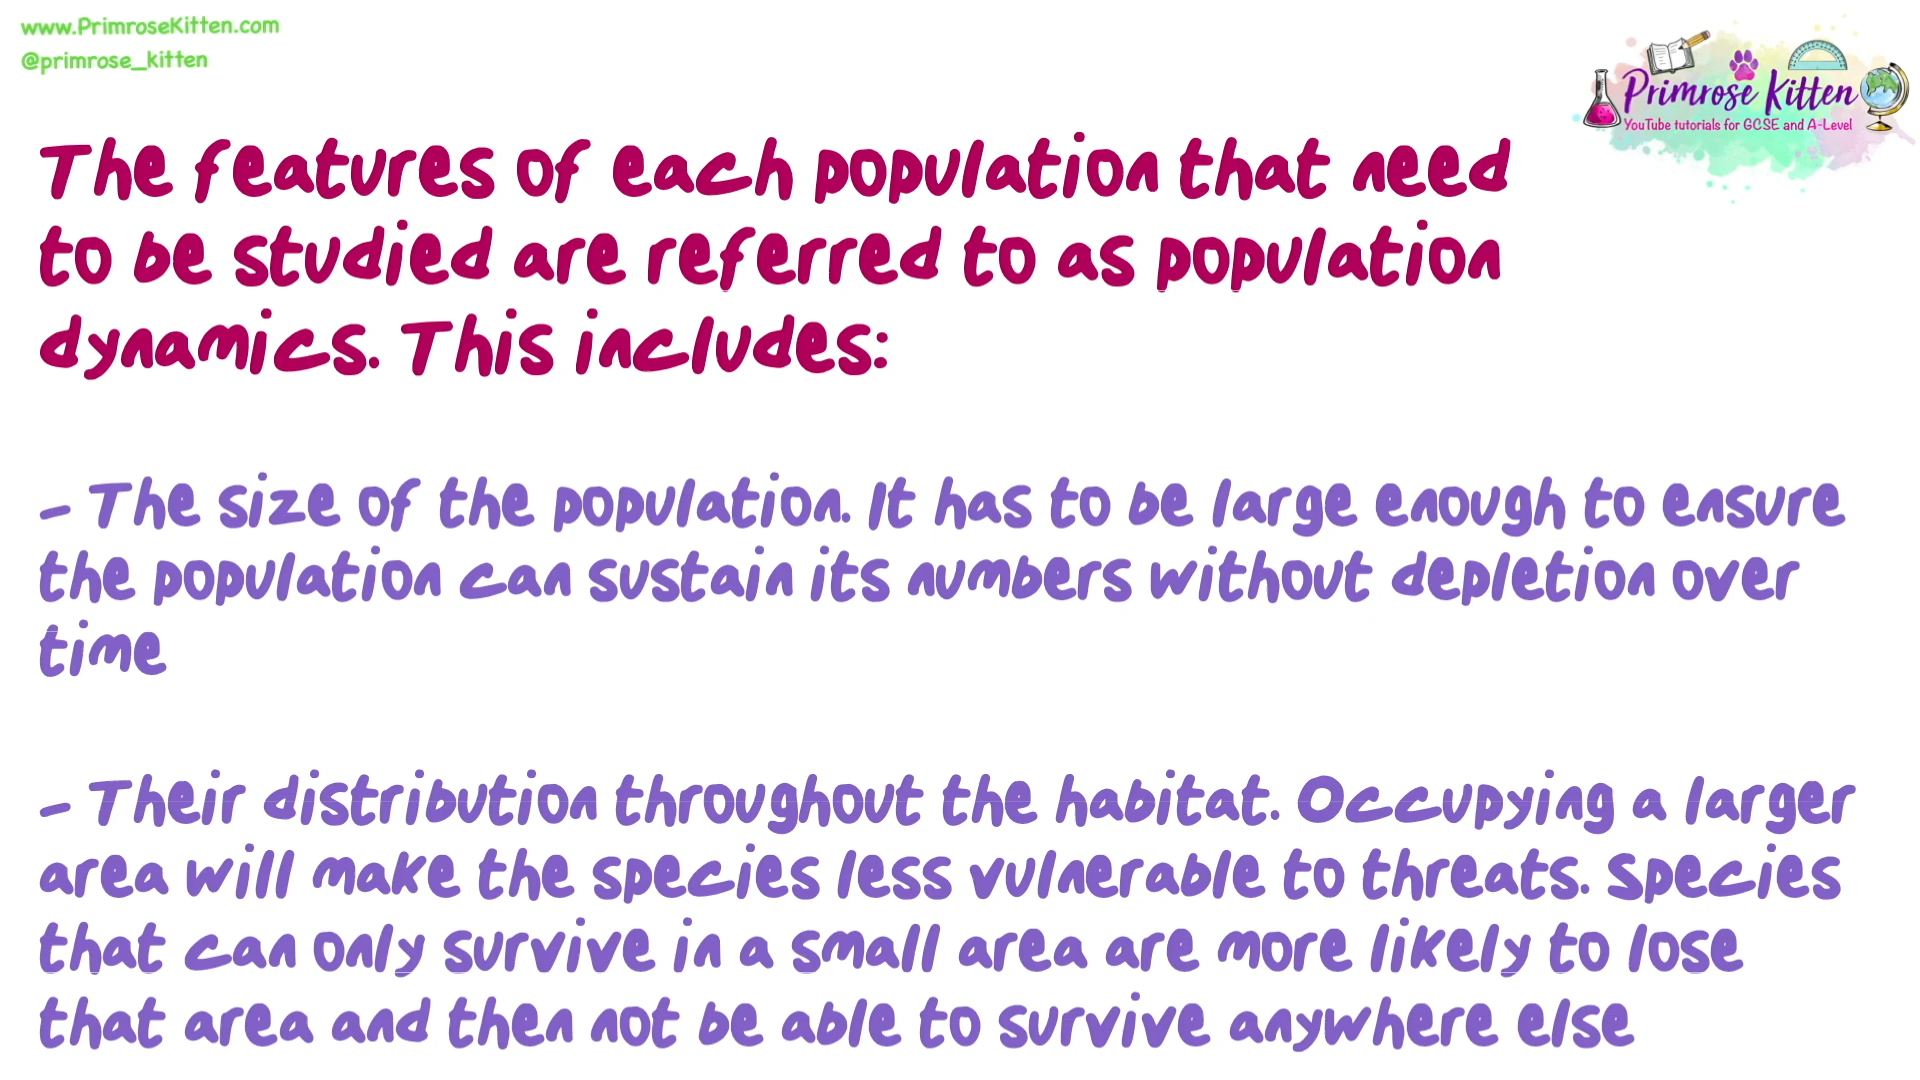 www.PrimroseKitten.com
@primrose_kitten
Primrose Kitten
YouTube tutorials for GCSE and A-Level
The features of each population that need
to be studied are referred to as population
dynamics. This includes:
- The size of the population. It has to be large enough to ensure
the population can sustain its numbers without depletion over
time
- Their distribution throughout the habitat. Occupying a larger
area will make the species less vulnerable to threats. Species
that can only survive in a small area are more likely to lose
that area and then not be able to survive anywhere else